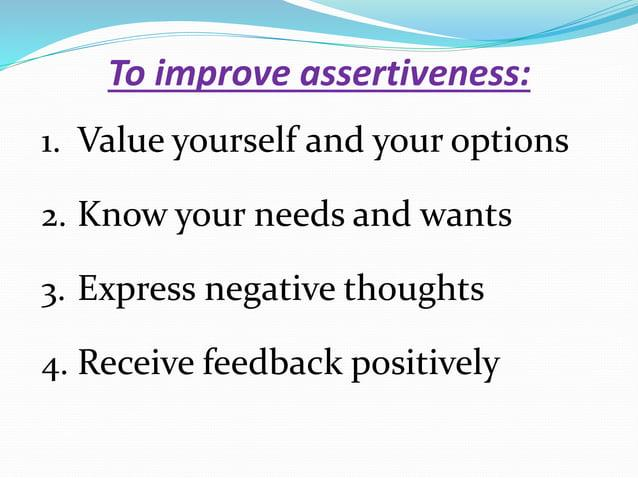 To improve assertiveness:
1. Value yourself and your options
2. Know your needs and wants
3. Express negative thoughts
4. Receive feedback positively